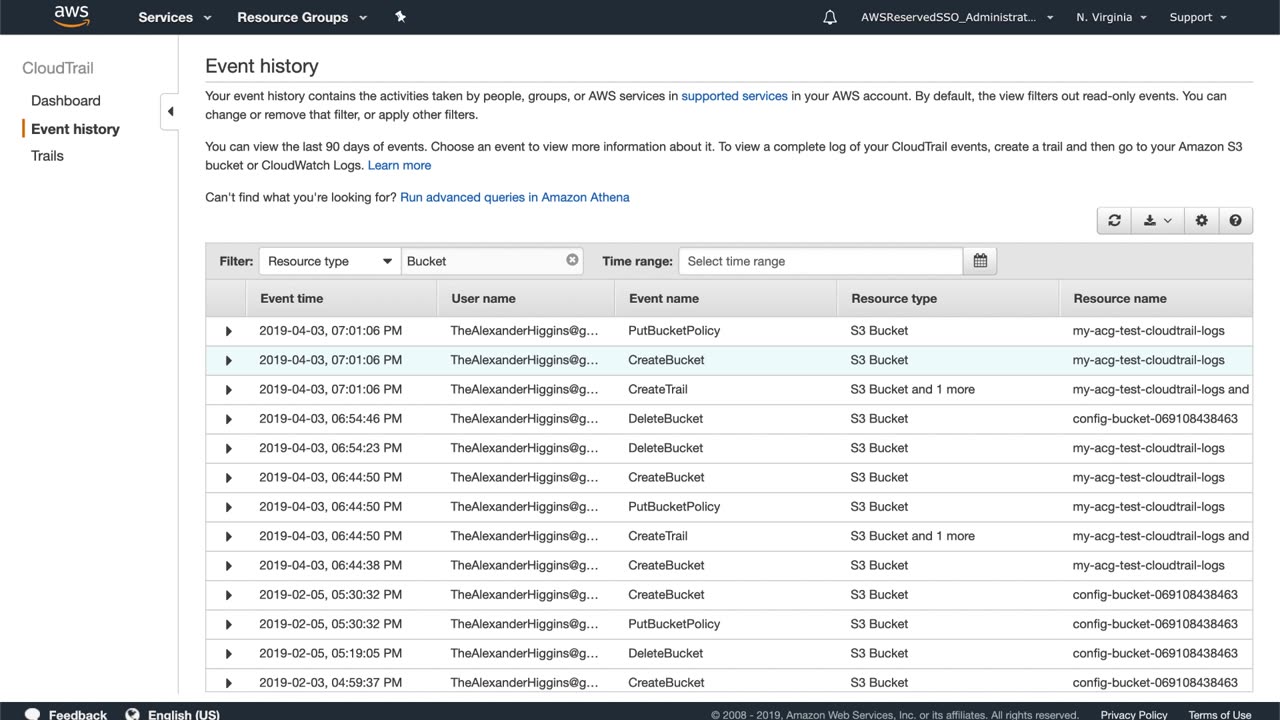 aws Services Resource Groups AWSReservedSSO_Administrat... N. Virginia Support
CloudTrail
Dashboard
Event history
Trails
Event history
Your event history contains the activities taken by people, groups, or AWS services in supported services in your AWS account. By default, the view filters out read-only events. You can
change or remove that filter, or apply other filters.
You can view the last 90 days of events. Choose an event to view more information about it. To view a complete log of your CloudTrail events, create a trail and then go to your Amazon S3
bucket or CloudWatch Logs. Learn more
Can't find what you're looking for? Run advanced queries in Amazon Athena
Filter: Resource type Bucket Time range: Select time range
Event time User name Event name Resource type Resource name
2019-04-03, 07:01:06 PM TheAlexanderHiggins@g... PutBucketPolicy S3 Bucket my-acg-test-cloudtrail-logs
2019-04-03, 07:01:06 PM TheAlexanderHiggins@g... CreateBucket S3 Bucket my-acg-test-cloudtrail-logs
2019-04-03, 07:01:06 PM TheAlexanderHiggins@g... CreateTrail S3 Bucket and 1 more my-acg-test-cloudtrail-logs and
2019-04-03, 06:54:46 PM TheAlexanderHiggins@g... DeleteBucket S3 Bucket config-bucket-069108438463
2019-04-03, 06:54:23 PM TheAlexanderHiggins@g... DeleteBucket S3 Bucket my-acg-test-cloudtrail-logs
2019-04-03, 06:44:50 PM TheAlexanderHiggins@g... CreateBucket S3 Bucket my-acg-test-cloudtrail-logs
2019-04-03, 06:44:50 PM TheAlexanderHiggins@g... PutBucketPolicy S3 Bucket my-acg-test-cloudtrail-logs
2019-04-03, 06:44:50 PM TheAlexanderHiggins@g... CreateTrail S3 Bucket and 1 more my-acg-test-cloudtrail-logs and
2019-04-03, 06:44:38 PM TheAlexanderHiggins@g... CreateBucket S3 Bucket my-acg-test-cloudtrail-logs
2019-02-05, 05:30:32 PM TheAlexanderHiggins@g... CreateBucket S3 Bucket config-bucket-069108438463
2019-02-05, 05:30:32 PM TheAlexanderHiggins@g... PutBucketPolicy S3 Bucket config-bucket-069108438463
2019-02-05, 05:19:05 PM TheAlexanderHiggins@g... DeleteBucket S3 Bucket config-bucket-069108438463
2019-02-03, 04:59:37 PM TheAlexanderHiggins@g... CreateBucket S3 Bucket config-bucket-069108438463
Feedback English (US) © 2008 - 2019, Amazon Web Services, Inc. or its affiliates. All rights reserved. Privacy Policy Terms of Use